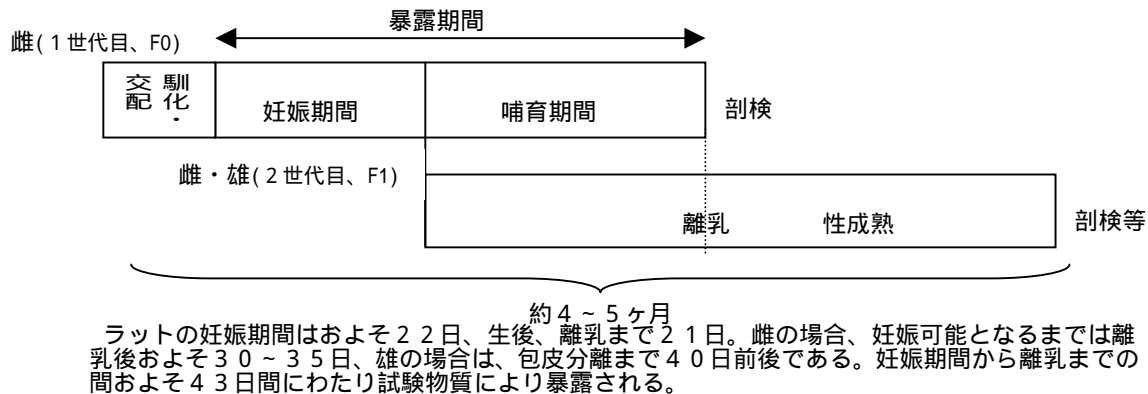 暴露期間
雌(１世代目、F0)
馴化・交配
妊娠期間
哺育期間
剖検
雌・雄(２世代目、F1)
離乳
性成熟
剖検等
約４～５ヶ月
ラットの妊娠期間はおよそ２２日、生後、離乳まで２１日。雌の場合、妊娠可能となるまでは離
乳後およそ３０～３５日、雄の場合は、包皮分離まで４０日前後である。妊娠期間から離乳までの
間およそ４３日間にわたり試験物質により暴露される。